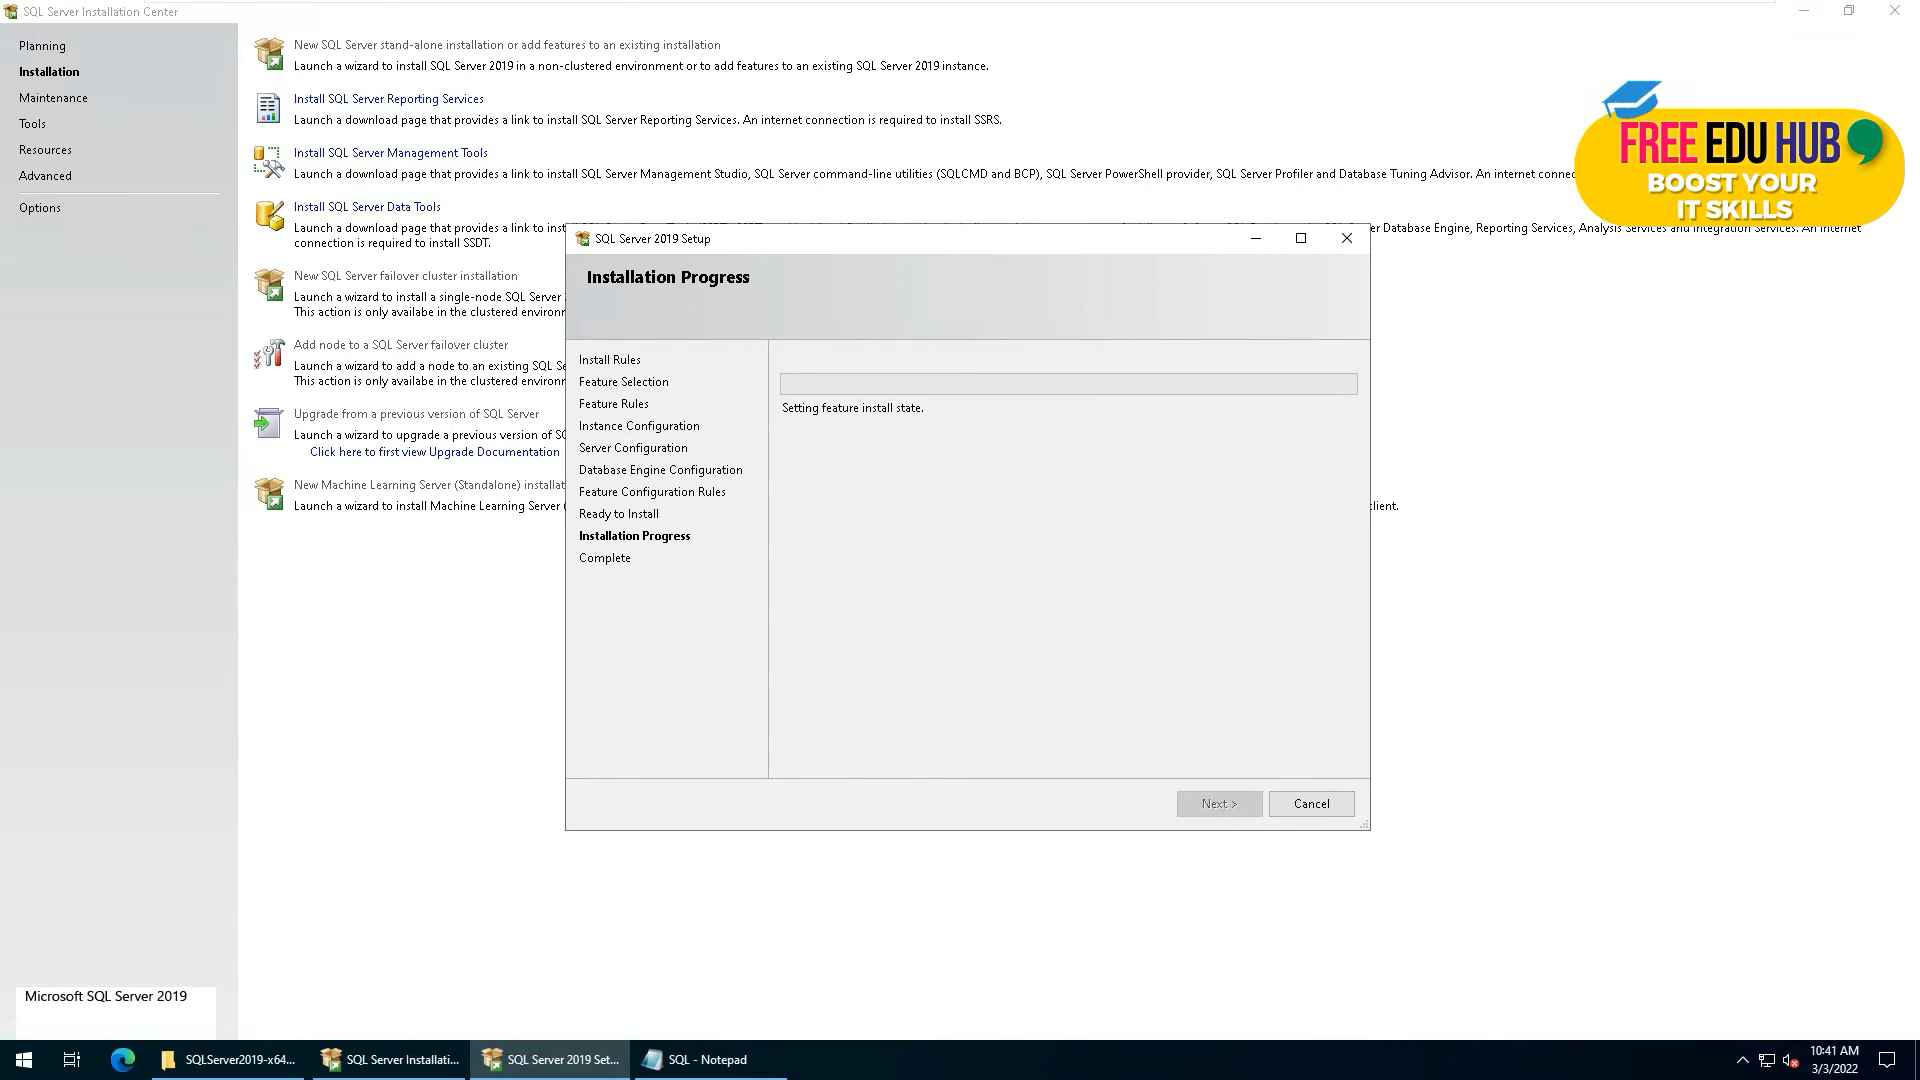 SQL Server Installation Center
Planning
Installation
Maintenance
Tools
Resources
Advanced
Options
New SQL Server stand-alone installation or add features to an existing installation
Launch a wizard to install SQL Server 2019 in a non-clustered environment or to add features to an existing SQL Server 2019 instance.
Install SQL Server Reporting Services
Launch a download page that provides a link to install SQL Server Reporting Services. An internet connection is required to install SSRS.
Install SQL Server Management Tools
Launch a download page that provides a link to install SQL Server Management Studio, SQL Server command-line utilities (SQLCMD and BCP), SQL Server PowerShell provider, SQL Server Profiler and Database Tuning Advisor. An internet connec
Install SQL Server Data Tools
Launch a download page that provides a link to inst
er Database Engine, Reporting Services, Analysis Services and Integration Services. An internet
connection is required to install SSDT.
New SQL Server failover cluster installation
Launch a wizard to install a single-node SQL Server
This action is only availabe in the clustered environm
Add node to a SQL Server failover cluster
Launch a wizard to add a node to an existing SQL Se
This action is only availabe in the clustered environm
Upgrade from a previous version of SQL Server
Launch a wizard to upgrade a previous version of SQ
Click here to first view Upgrade Documentation
New Machine Learning Server (Standalone) installat
Launch a wizard to install Machine Learning Server (
client.
Microsoft SQL Server 2019
FREE EDU HUB
BOOST YOUR
IT SKILLS
SQL Server 2019 Setup
Installation Progress
Install Rules
Feature Selection
Feature Rules
Instance Configuration
Server Configuration
Database Engine Configuration
Feature Configuration Rules
Ready to Install
Installation Progress
Complete
Setting feature install state.
Next >
Cancel
SQLServer2019-x64...
SQL Server Installati...
SQL Server 2019 Set...
SQL - Notepad
10:41 AM
3/3/2022